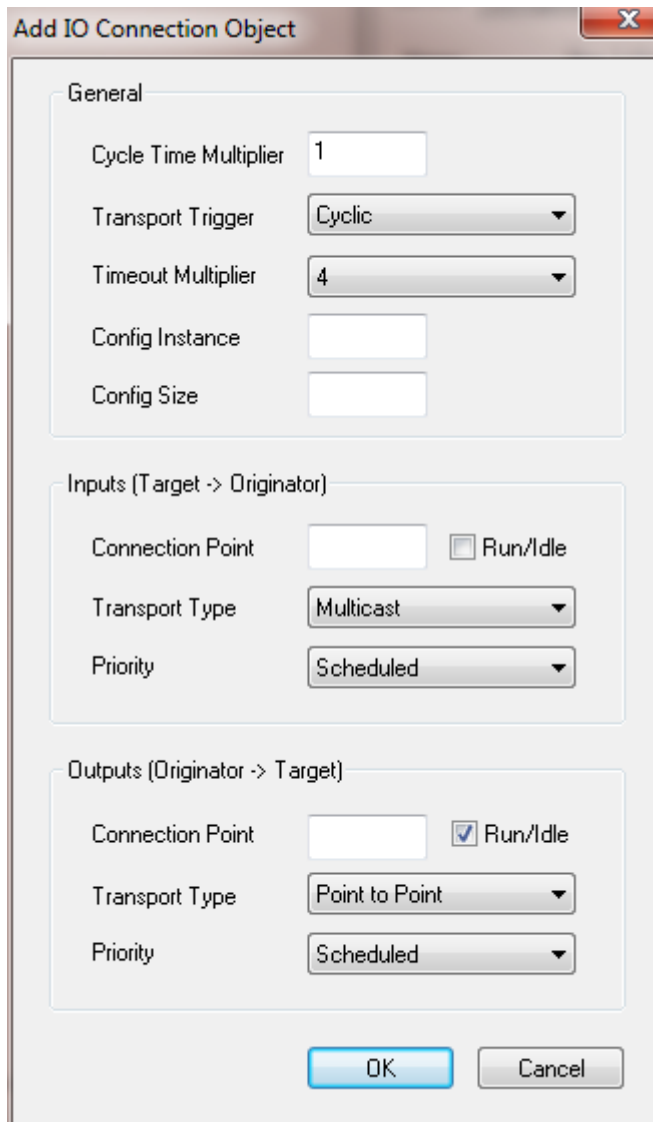 Add IO Connection Object
General
Cycle Time Multiplier 1
Transport Trigger Cyclic
Timeout Multiplier 4
Config Instance
Config Size
Inputs (Target -> Originator)
Connection Point Run/Idle
Transport Type Multicast
Priority Scheduled
Outputs (Originator -> Target)
Connection Point Run/Idle
Transport Type Point to Point
Priority Scheduled
OK Cancel